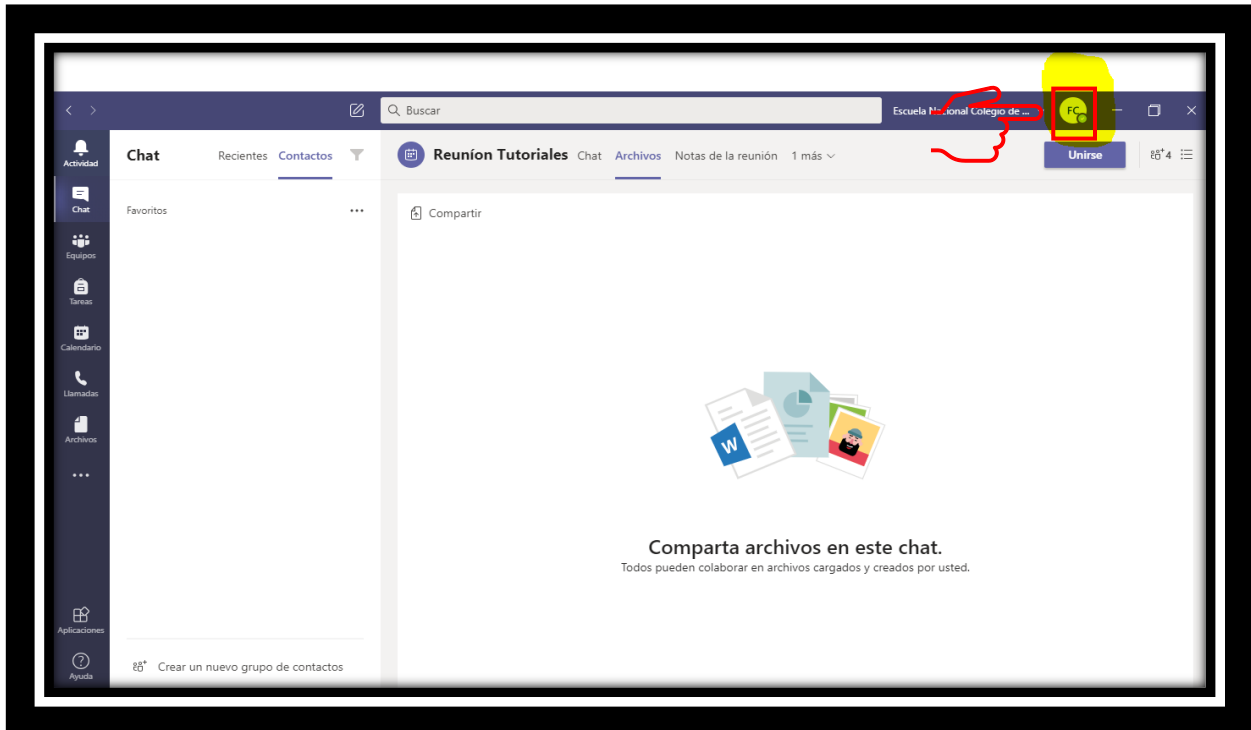 Buscar
Escuela Nacional Colegio de ...
FC
Actividad
Chat
Equipos
Tareas
Calendario
Llamadas
Archivos
Aplicaciones
Ayuda
Chat Recientes Contactos
Favoritos
Crear un nuevo grupo de contactos
Reuníon Tutoriales Chat Archivos Notas de la reunión 1 más
Unirse
4
Compartir
W
Comparta archivos en este chat.
Todos pueden colaborar en archivos cargados y creados por usted.